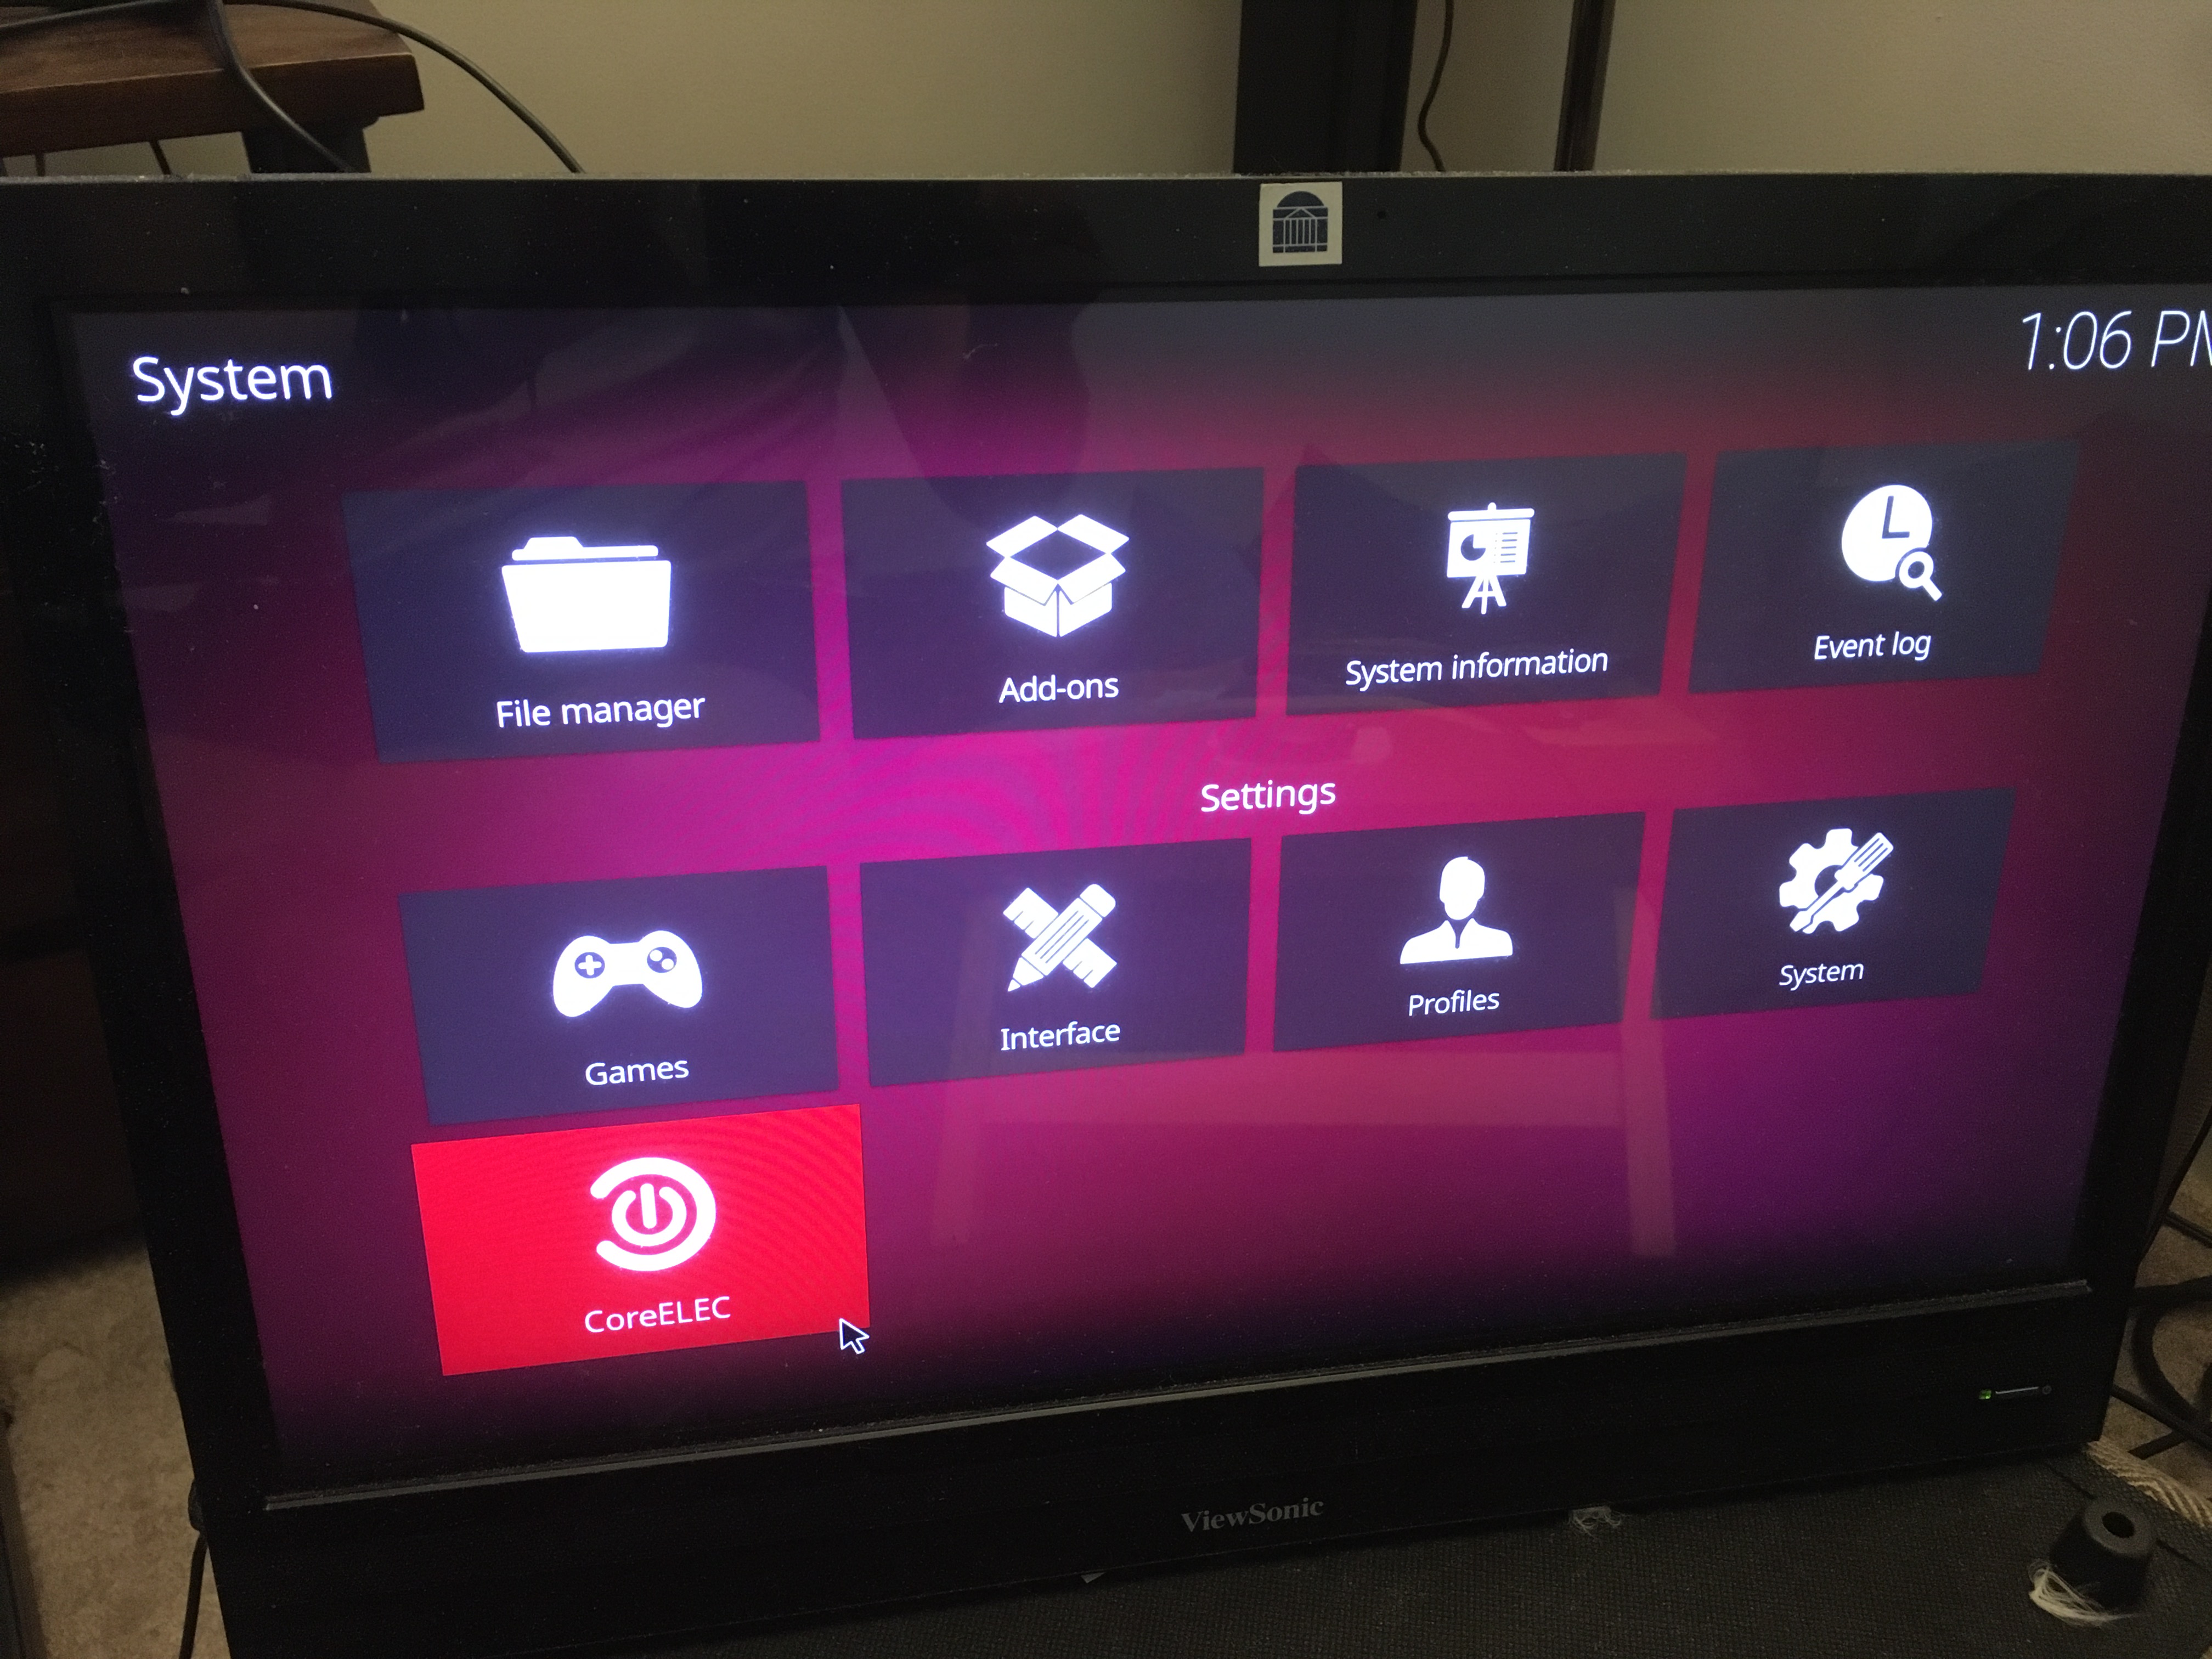 System
1:06 PM
File manager
Add-ons
System information
Event log
Settings
Games
Interface
Profiles
System
CoreELEC
ViewSonic